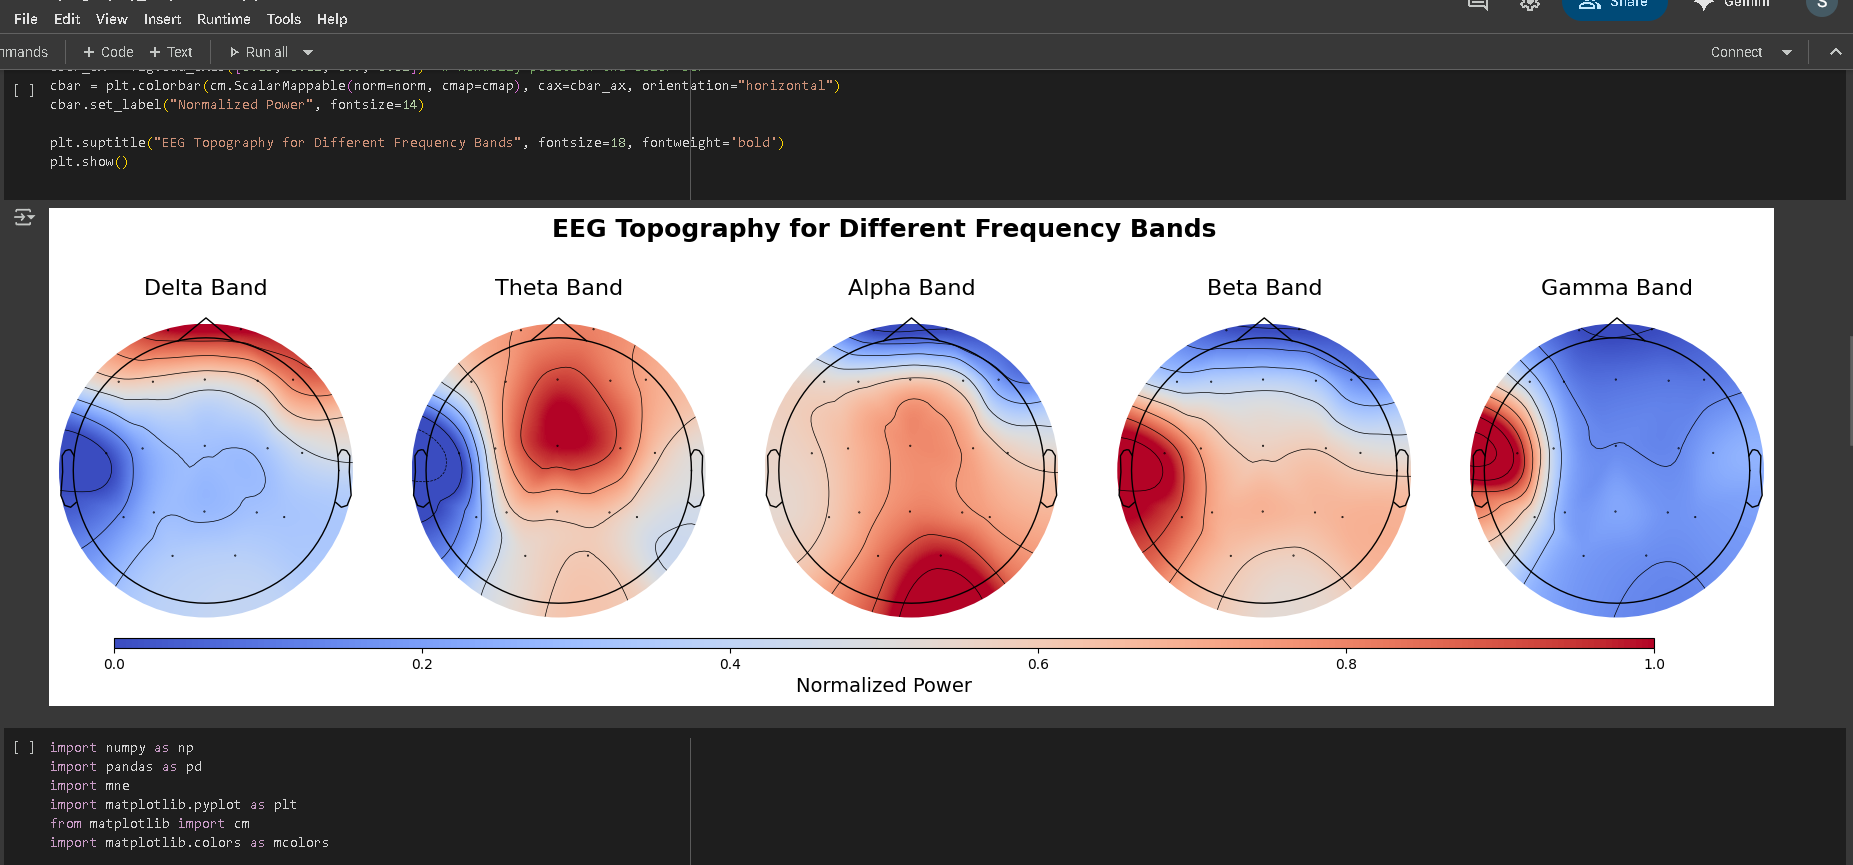 File Edit View Insert Runtime Tools Help
Share
Gemini
S
mmands
+ Code + Text
Run all
Connect
[ ] cbar = plt.colorbar(cm.ScalarMappable(norm=norm, cmap=cmap), cax=cbar_ax, orientation="horizontal")
cbar.set_label("Normalized Power", fontsize=14)
plt.suptitle("EEG Topography for Different Frequency Bands", fontsize=18, fontweight='bold')
plt.show()
EEG Topography for Different Frequency Bands
Delta Band Theta Band Alpha Band Beta Band Gamma Band
0.0 0.2 0.4 0.6 0.8 1.0
Normalized Power
[ ] import numpy as np
import pandas as pd
import mne
import matplotlib.pyplot as plt
from matplotlib import cm
import matplotlib.colors as mcolors